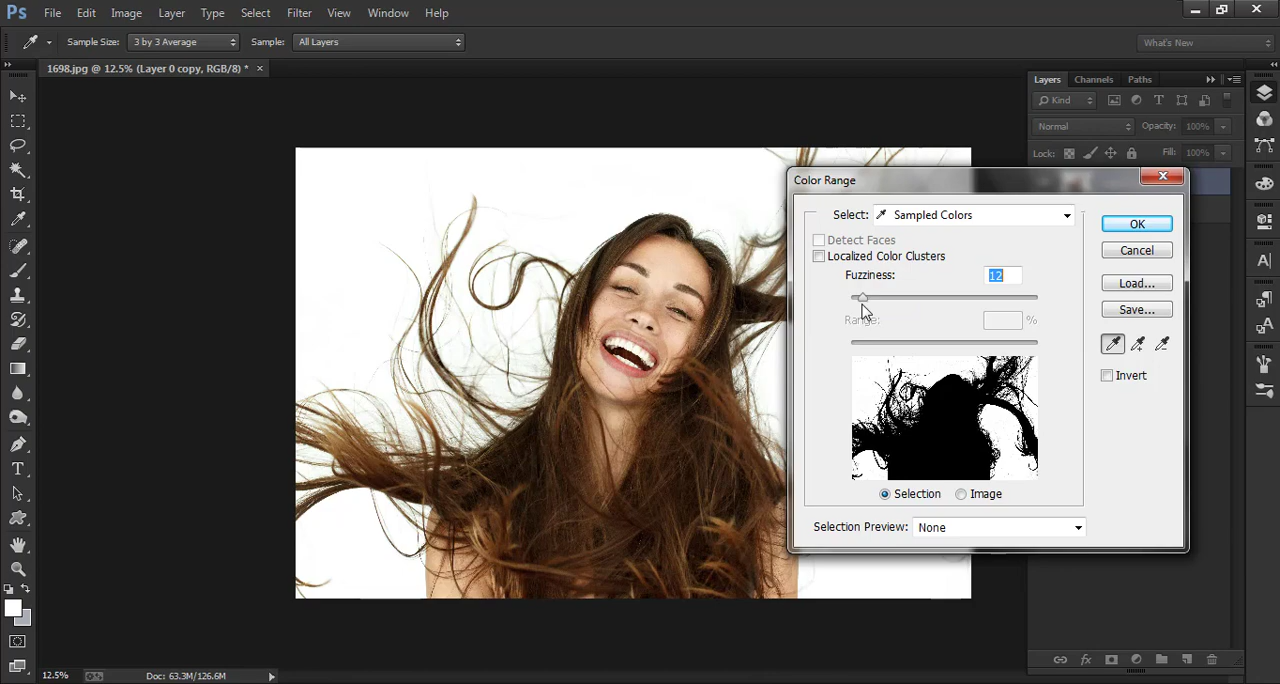 Ps File Edit Image Layer Type Select Filter View Window Help
Sample Size: 3 by 3 Average Sample: All Layers What's New
1698.jpg @ 12.5% (Layer 0 copy, RGB/8) * ×
Layers Channels Paths
Kind
Normal Opacity: 100%
Lock: Fill: 100%
Color Range
Select: Sampled Colors
Detect Faces
Localized Color Clusters
Fuzziness: 12
Range: %
Selection Image
Selection Preview: None
OK
Cancel
Load...
Save...
Invert
12.5% Doc: 63.3M/126.6M